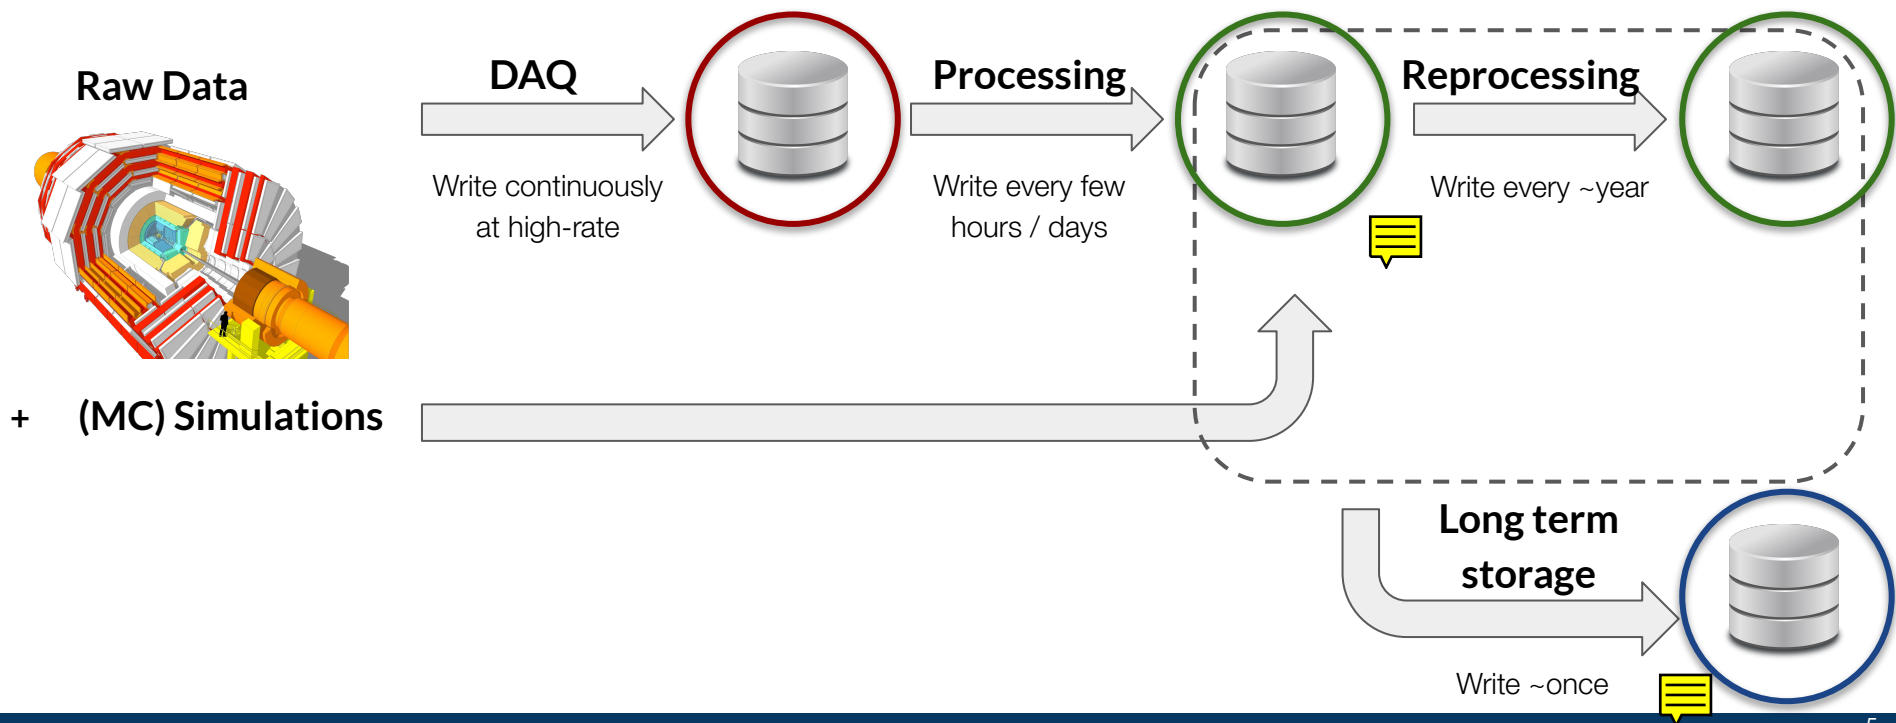 Raw Data
DAQ
Write continuously
at high-rate
Processing
Write every few
hours / days
Reprocessing
Write every ~year
+ (MC) Simulations
Long term
storage
Write ~once